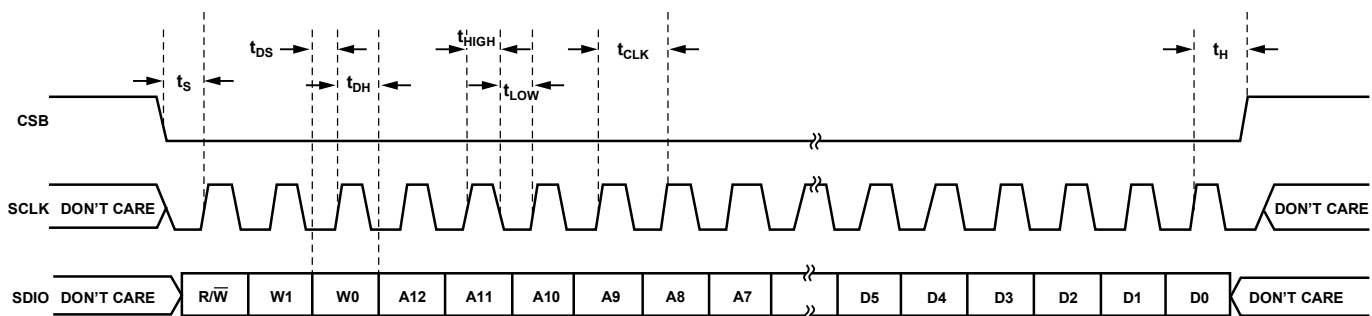 tDS
tHIGH
tCLK
tH
tS
tDH
tLOW
CSB
SCLK DON'T CARE
DON'T CARE
SDIO DON'T CARE R/W̅ W1 W0 A12 A11 A10 A9 A8 A7 D5 D4 D3 D2 D1 D0 DON'T CARE